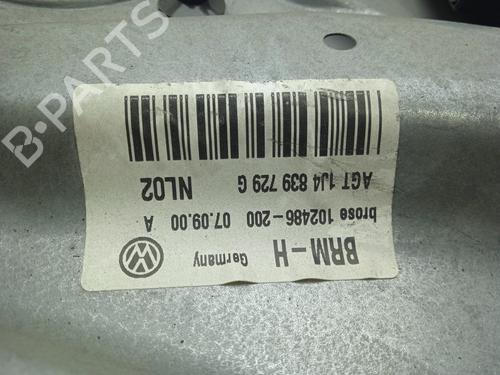 BRM-H Germany
brose 102486-200 07.09.00 A
AGT 1J4 839 729 G NL02
B-PARTS